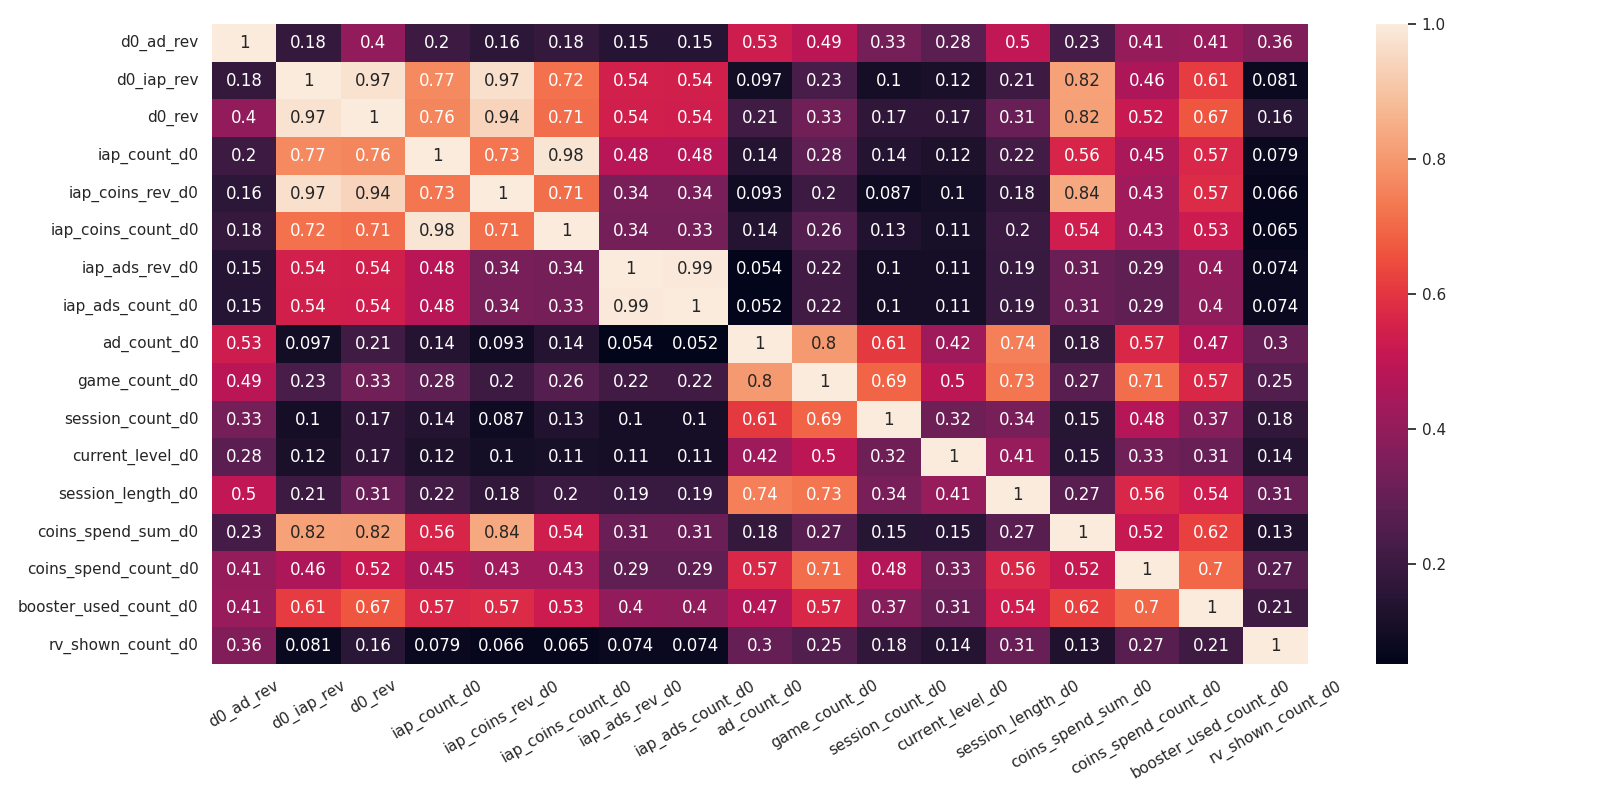 d0_ad_rev 1 0.18 0.4 0.2 0.16 0.18 0.15 0.15 0.53 0.49 0.33 0.28 0.5 0.23 0.41 0.41 0.36
d0_iap_rev 0.18 1 0.97 0.77 0.97 0.72 0.54 0.54 0.097 0.23 0.1 0.12 0.21 0.82 0.46 0.61 0.081
d0_rev 0.4 0.97 1 0.76 0.94 0.71 0.54 0.54 0.21 0.33 0.17 0.17 0.31 0.82 0.52 0.67 0.16
iap_count_d0 0.2 0.77 0.76 1 0.73 0.98 0.48 0.48 0.14 0.28 0.14 0.12 0.22 0.56 0.45 0.57 0.079
iap_coins_rev_d0 0.16 0.97 0.94 0.73 1 0.71 0.34 0.34 0.093 0.2 0.087 0.1 0.18 0.84 0.43 0.57 0.066
iap_coins_count_d0 0.18 0.72 0.71 0.98 0.71 1 0.34 0.33 0.14 0.26 0.13 0.11 0.2 0.54 0.43 0.53 0.065
iap_ads_rev_d0 0.15 0.54 0.54 0.48 0.34 0.34 1 0.99 0.054 0.22 0.1 0.11 0.19 0.31 0.29 0.4 0.074
iap_ads_count_d0 0.15 0.54 0.54 0.48 0.34 0.33 0.99 1 0.052 0.22 0.1 0.11 0.19 0.31 0.29 0.4 0.074
ad_count_d0 0.53 0.097 0.21 0.14 0.093 0.14 0.054 0.052 1 0.8 0.61 0.42 0.74 0.18 0.57 0.47 0.3
game_count_d0 0.49 0.23 0.33 0.28 0.2 0.26 0.22 0.22 0.8 1 0.69 0.5 0.73 0.27 0.71 0.57 0.25
session_count_d0 0.33 0.1 0.17 0.14 0.087 0.13 0.1 0.1 0.61 0.69 1 0.32 0.34 0.15 0.48 0.37 0.18
current_level_d0 0.28 0.12 0.17 0.12 0.1 0.11 0.11 0.11 0.42 0.5 0.32 1 0.41 0.15 0.33 0.31 0.14
session_length_d0 0.5 0.21 0.31 0.22 0.18 0.2 0.19 0.19 0.74 0.73 0.34 0.41 1 0.27 0.56 0.54 0.31
coins_spend_sum_d0 0.23 0.82 0.82 0.56 0.84 0.54 0.31 0.31 0.18 0.27 0.15 0.15 0.27 1 0.52 0.62 0.13
coins_spend_count_d0 0.41 0.46 0.52 0.45 0.43 0.43 0.29 0.29 0.57 0.71 0.48 0.33 0.56 0.52 1 0.7 0.27
booster_used_count_d0 0.41 0.61 0.67 0.57 0.57 0.53 0.4 0.4 0.47 0.57 0.37 0.31 0.54 0.62 0.7 1 0.21
rv_shown_count_d0 0.36 0.081 0.16 0.079 0.066 0.065 0.074 0.074 0.3 0.25 0.18 0.14 0.31 0.13 0.27 0.21 1
d0_ad_rev
d0_iap_rev
d0_rev
iap_count_d0
iap_coins_rev_d0
iap_coins_count_d0
iap_ads_rev_d0
iap_ads_count_d0
ad_count_d0
game_count_d0
session_count_d0
current_level_d0
session_length_d0
coins_spend_sum_d0
coins_spend_count_d0
booster_used_count_d0
rv_shown_count_d0
1.0
0.8
0.6
0.4
0.2